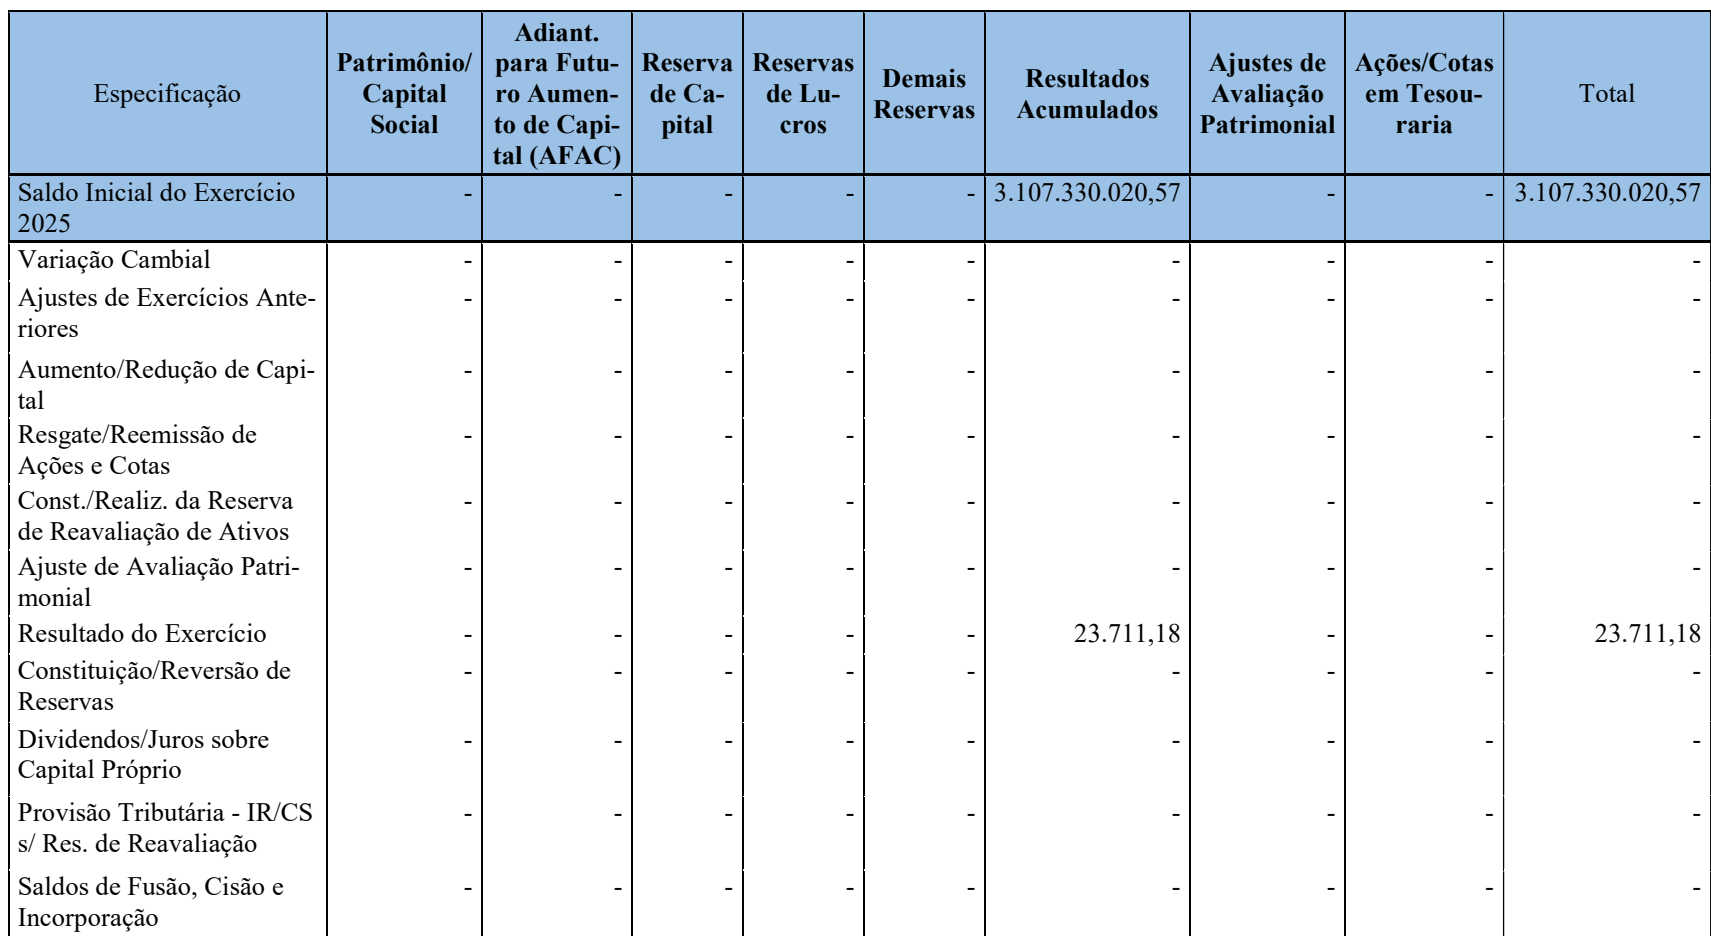 Especificação
Patrimônio/
Capital
Social
Adiant.
para Futu-
ro Aumen-
to de Capi-
tal (AFAC)
Reserva
de Ca-
pital
Reservas
de Lu-
cros
Demais
Reservas
Resultados
Acumulados
Ajustes de
Avaliação
Patrimonial
Ações/Cotas
em Tesou-
raria
Total
Saldo Inicial do Exercício
2025
- - - - - 3.107.330.020,57 - - 3.107.330.020,57
Variação Cambial - - - - - - - - -
Ajustes de Exercícios Ante-
riores
- - - - - - - - -
Aumento/Redução de Capi-
tal
- - - - - - - - -
Resgate/Reemissão de
Ações e Cotas
- - - - - - - - -
Const./Realiz. da Reserva
de Reavaliação de Ativos
- - - - - - - - -
Ajuste de Avaliação Patri-
monial
- - - - - - - - -
Resultado do Exercício - - - - - 23.711,18 - - 23.711,18
Constituição/Reversão de
Reservas
- - - - - - - - -
Dividendos/Juros sobre
Capital Próprio
- - - - - - - - -
Provisão Tributária - IR/CS
s/ Res. de Reavaliação
- - - - - - - - -
Saldos de Fusão, Cisão e
Incorporação
- - - - - - - - -